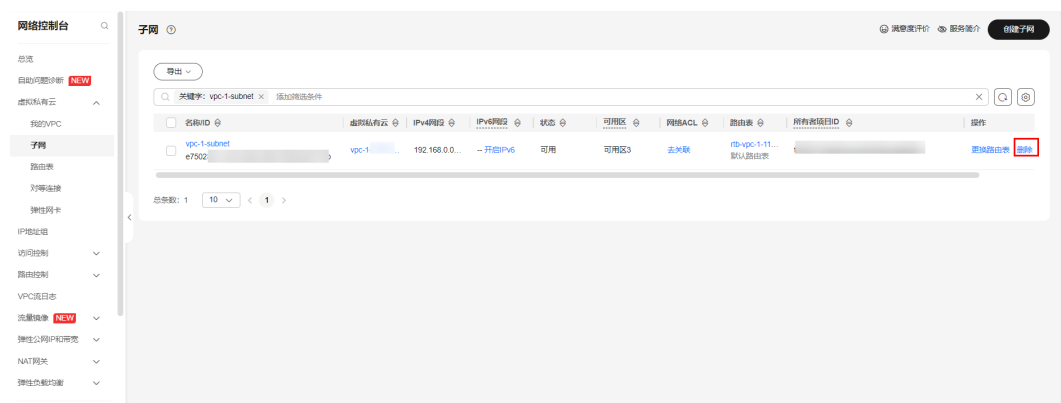 网络控制台
子网
满意度评价 服务简介 创建子网
总览
自助问题诊断 NEW
虚拟私有云
我的VPC
子网
路由表
对等连接
弹性网卡
IP地址组
访问控制
路由控制
VPC流日志
流量镜像 NEW
弹性公网IP和带宽
NAT网关
弹性负载均衡
导出
关键字: vpc-1-subnet × 添加筛选条件
名称/ID 虚拟私有云 IPv4网段 IPv6网段 状态 可用区 网络ACL 路由表 所有者项目ID 操作
vpc-1-subnet vpc-1- ... 192.168.0.0... -- 开启IPv6 可用 可用区3 去关联 rtb-vpc-1-11... 更换路由表 删除
e7502 默认路由表
总条数: 1 10 < 1 >